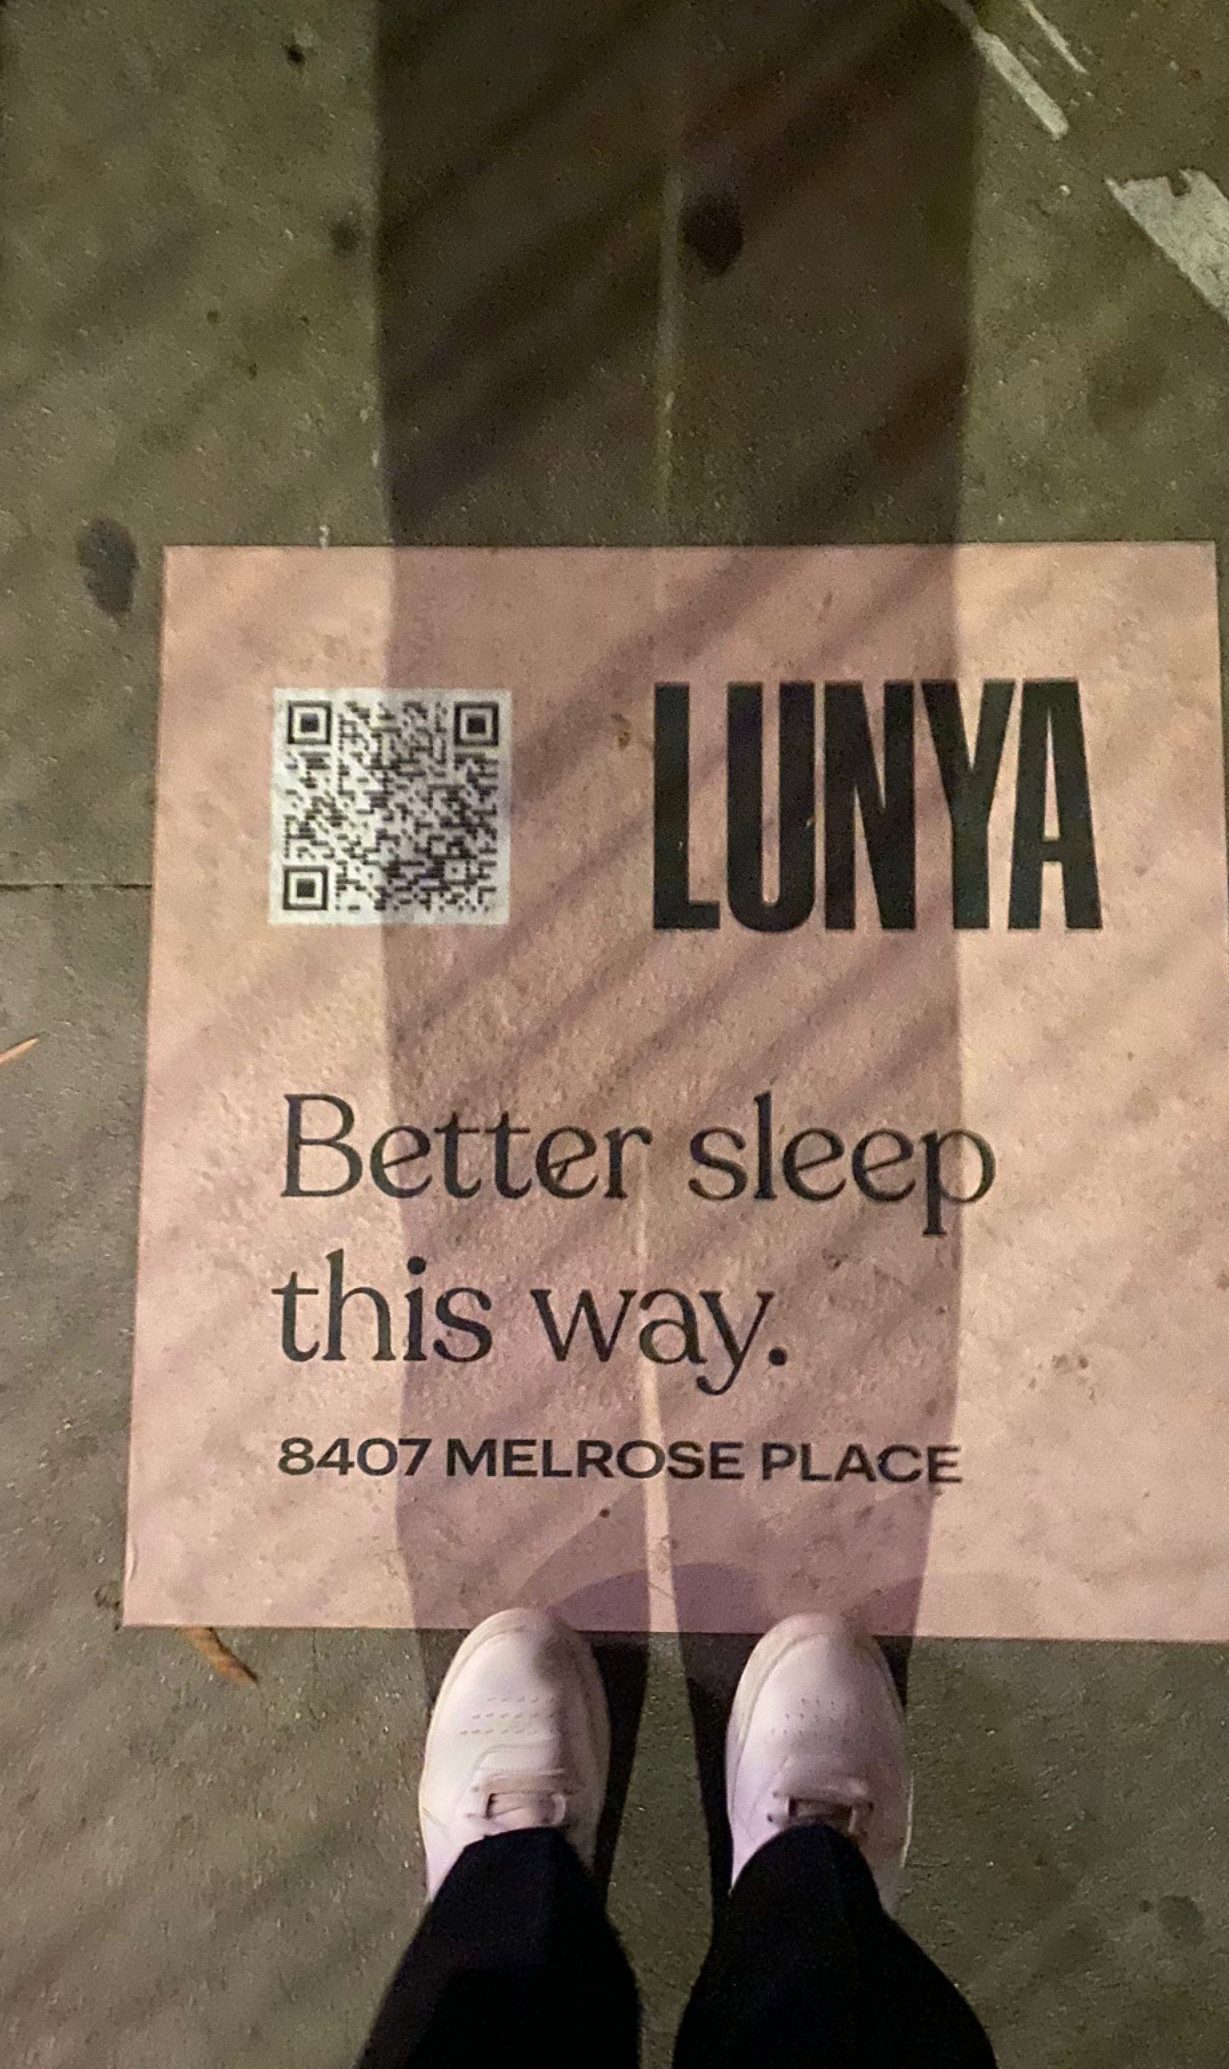 LUNYA
Better sleep
this way.
8407 MELROSE PLACE